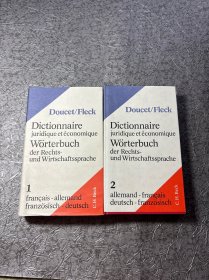 Doucet/Fleck
Dictionnaire
juridique et économique
Wörterbuch
der Rechts-
und Wirtschaftssprache
1
français-allemand
französisch-deutsch
C.H. Beck
Doucet/Fleck
Dictionnaire
juridique et économique
Wörterbuch
der Rechts-
und Wirtschaftssprache
2
allemand-français
deutsch-französisch
C.H. Beck